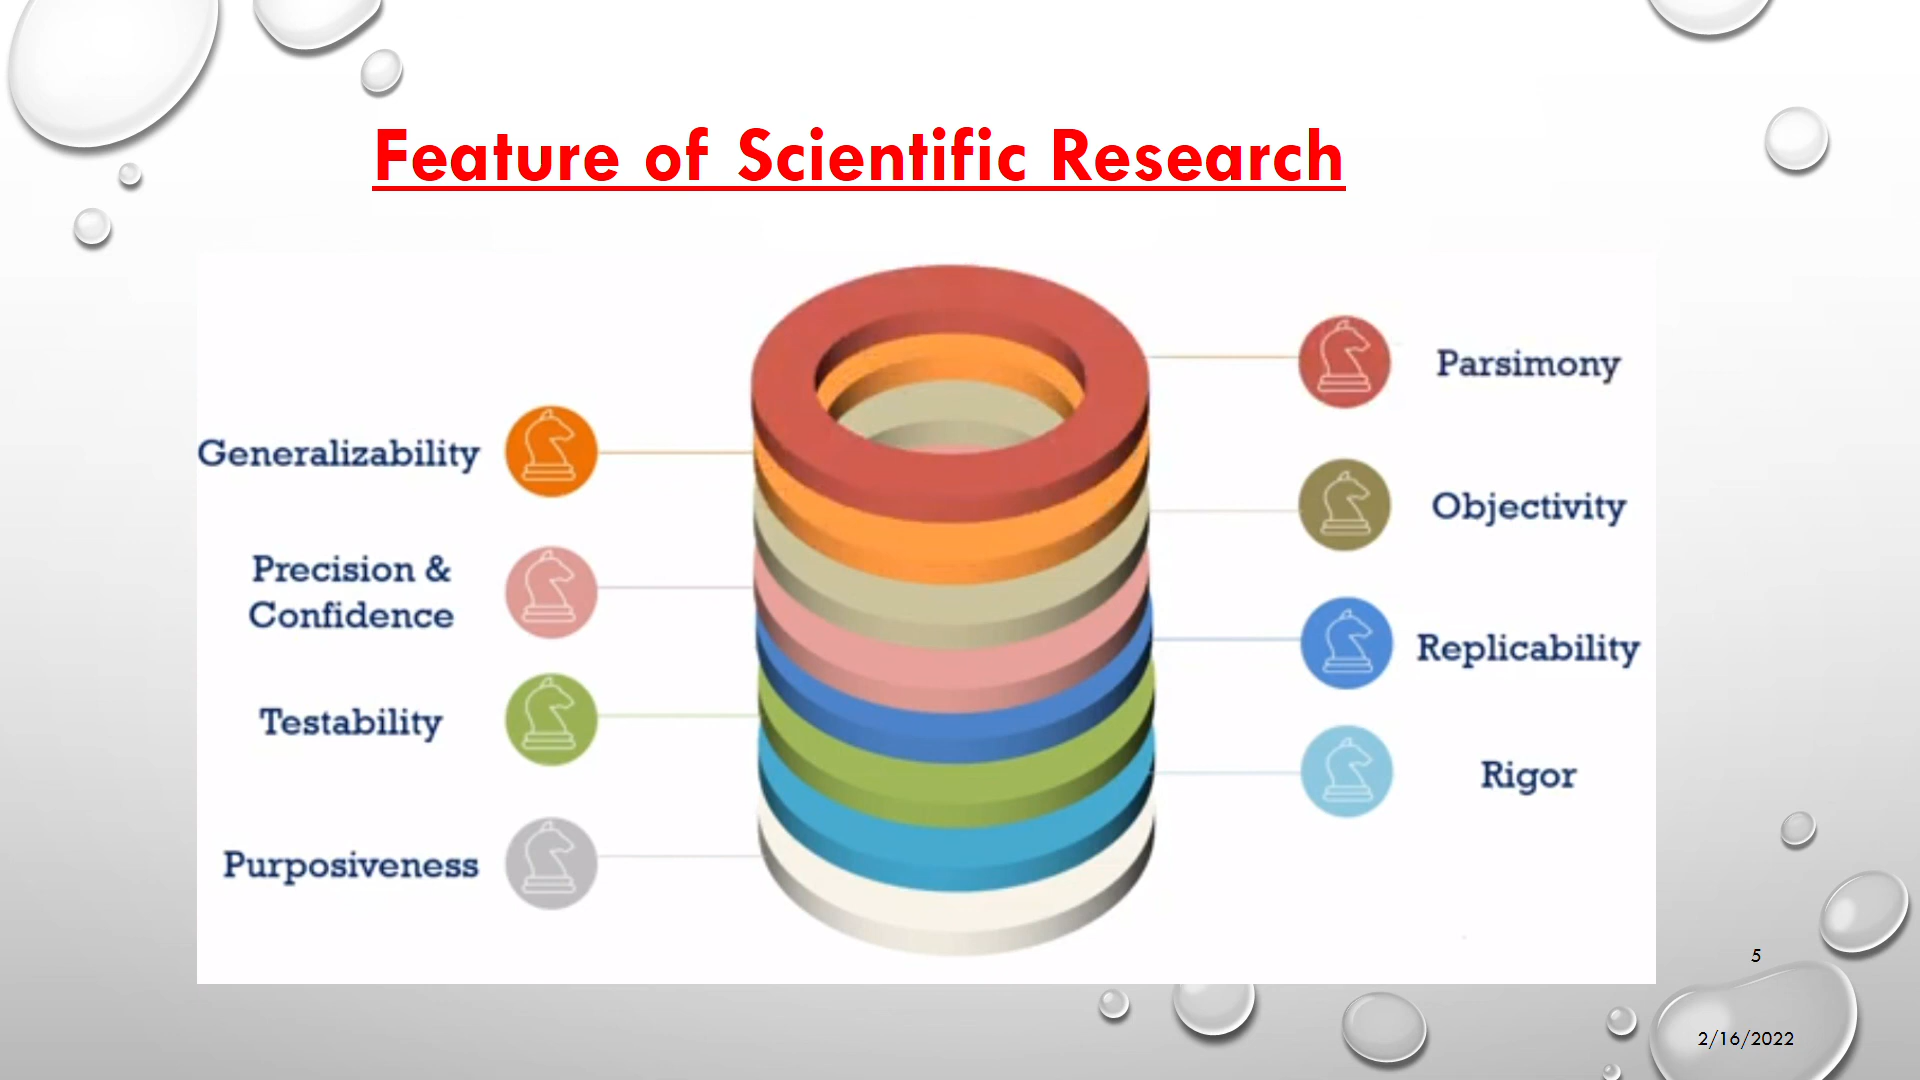 Feature of Scientific Research
Parsimony
Generalizability
Objectivity
Precision &
Confidence
Replicability
Testability
Rigor
Purposiveness
5
2/16/2022